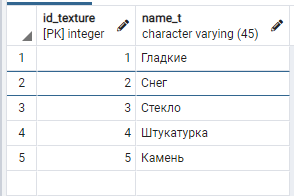 id_texture name_t
[PK] integer character varying (45)
1 1 Гладкие
2 2 Снег
3 3 Стекло
4 4 Штукатурка
5 5 Камень